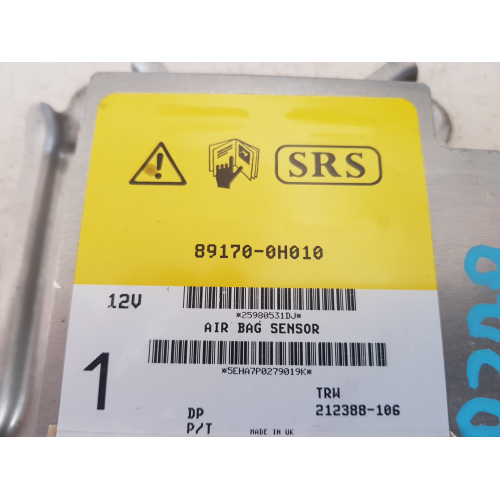 SRS
89170-0H010
12V
*25980531DJ*
AIR BAG SENSOR
*5EHA7P0279019K*
1
TRW
DP
212388-106
P/T
MADE IN UK